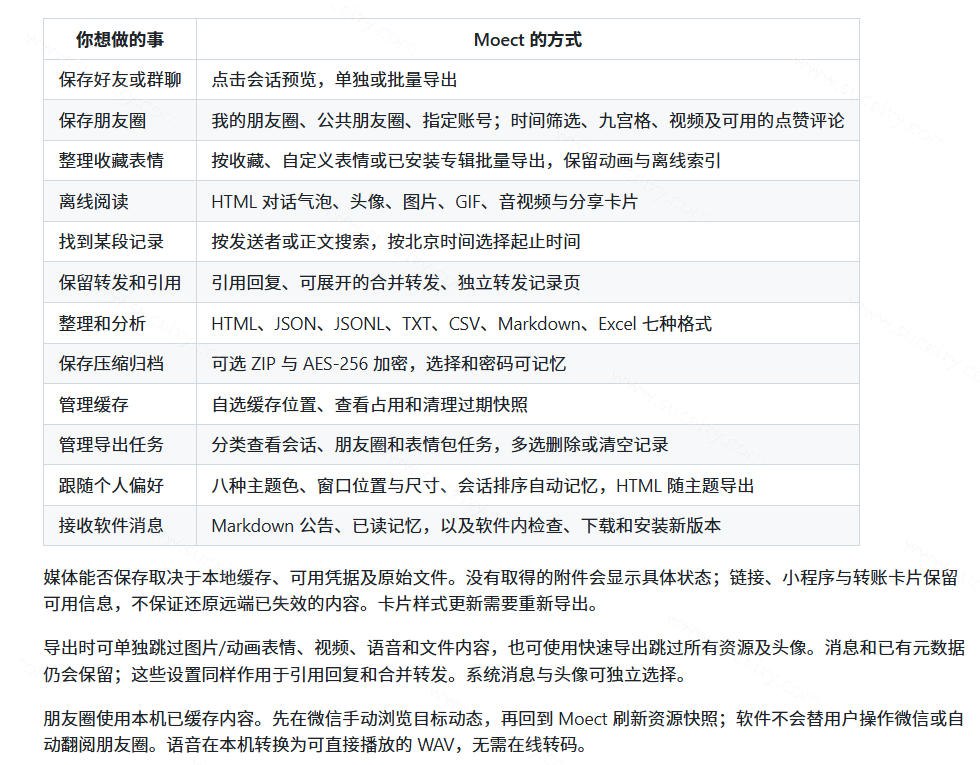 你想做的事 Moect 的方式
保存好友或群聊 点击会话预览，单独或批量导出
保存朋友圈 我的朋友圈、公共朋友圈、指定账号；时间筛选、九宫格、视频及可用的点赞评论
整理收藏表情 按收藏、自定义表情或已安装专辑批量导出，保留动画与离线索引
离线阅读 HTML 对话气泡、头像、图片、GIF、音视频与分享卡片
找到某段记录 按发送者或正文搜索，按北京时间选择起止时间
保留转发和引用 引用回复、可展开的合并转发、独立转发记录页
整理和分析 HTML、JSON、JSONL、TXT、CSV、Markdown、Excel 七种格式
保存压缩归档 可选 ZIP 与 AES-256 加密，选择和密码可记忆
管理缓存 自选缓存位置、查看占用和清理过期快照
管理导出任务 分类查看会话、朋友圈和表情包任务，多选删除或清空记录
跟随个人偏好 八种主题色、窗口位置与尺寸、会话排序自动记忆，HTML 随主题导出
接收软件消息 Markdown 公告、已读记忆，以及软件内检查、下载和安装新版本
媒体能否保存取决于本地缓存、可用凭据及原始文件。没有取得的附件会显示具体状态；链接、小程序与转账卡片保留
可用信息，不保证还原远端已失效的内容。卡片样式更新需要重新导出。
导出时可单独跳过图片/动画表情、视频、语音和文件内容，也可使用快速导出跳过所有资源及头像。消息和已有元数据
仍会保留；这些设置同样作用于引用回复和合并转发。系统消息与头像可独立选择。
朋友圈使用本机已缓存内容。先在微信手动浏览目标动态，再回到 Moect 刷新资源快照；软件不会替用户操作微信或自
动翻阅朋友圈。语音在本机转换为可直接播放的 WAV，无需在线转码。